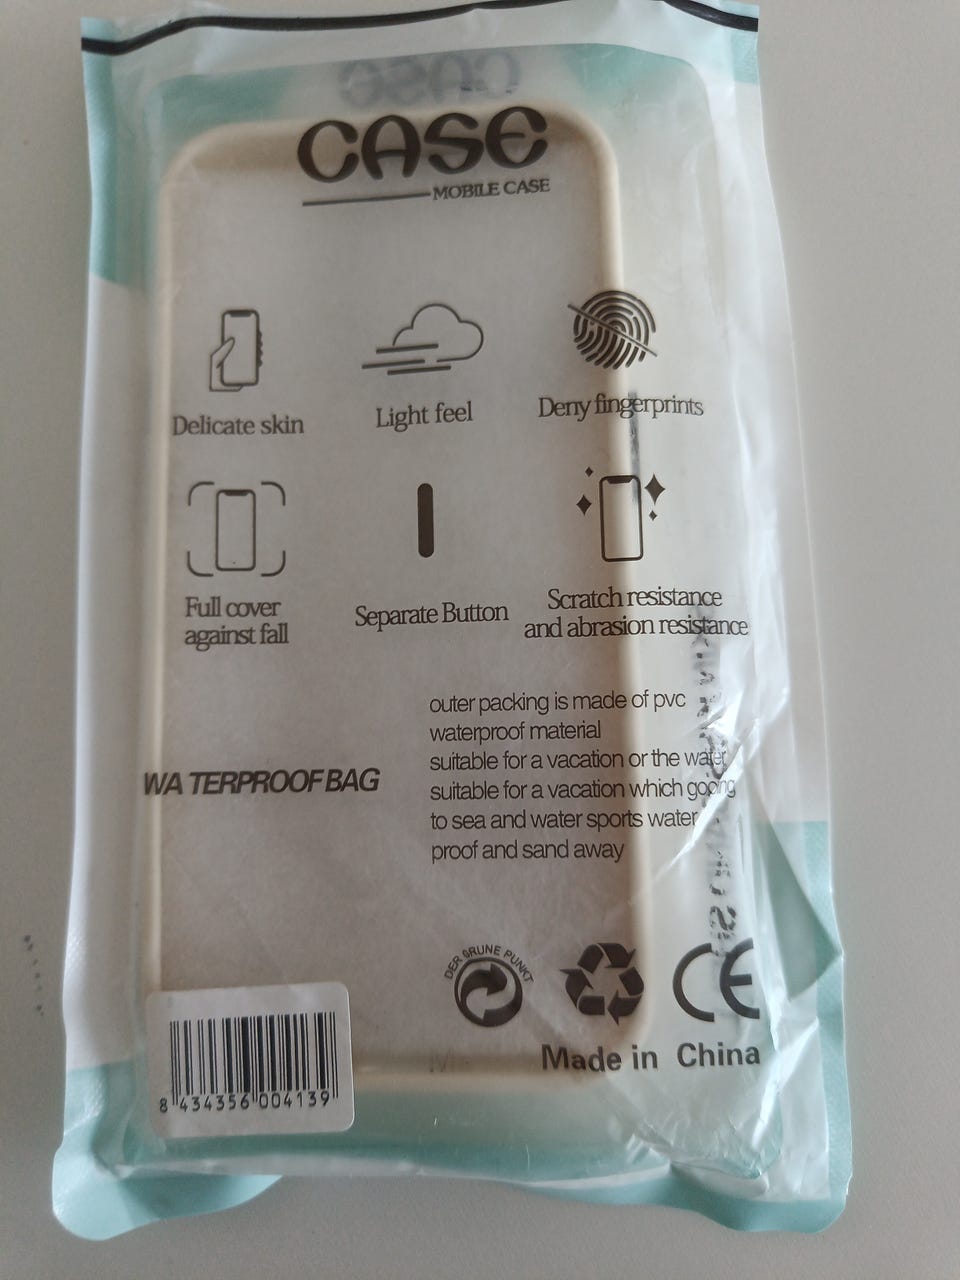 CASE
MOBILE CASE
Delicate skin
Light feel
Deny fingerprints
Full cover
against fall
Separate Button
Scratch resistance
and abrasion resistance
outer packing is made of pvc
waterproof material
suitable for a vacation or the water
suitable for a vacation which gojng
to sea and water sports water
proof and sand away
WA TERPROOF BAG
DER GRUNE PUNKT
CE
Made in China
8 434356 004139